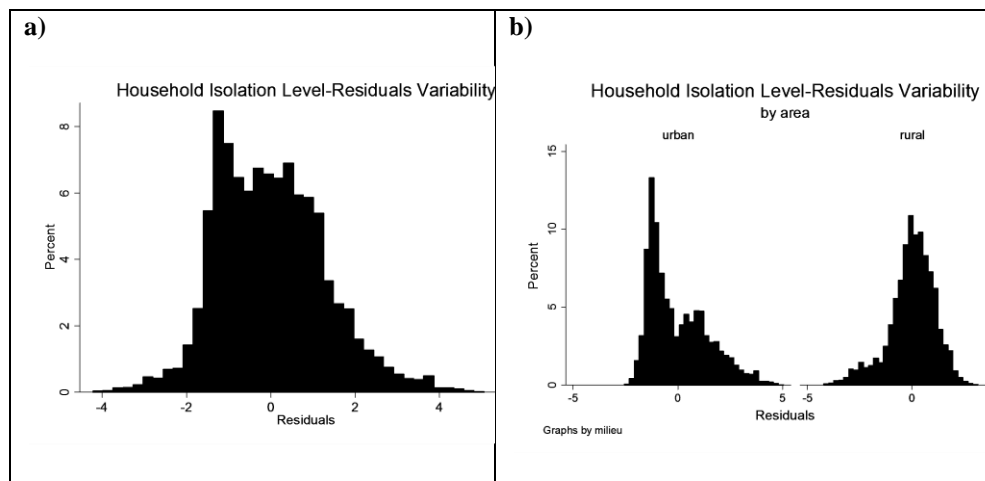 a)
Household Isolation Level-Residuals Variability
8
6
4
2
0
Percent
-4 -2 0 2 4
Residuals
b)
Household Isolation Level-Residuals Variability
by area
urban rural
15
10
5
0
Percent
-5 0 5 -5 0
Residuals
Graphs by milieu